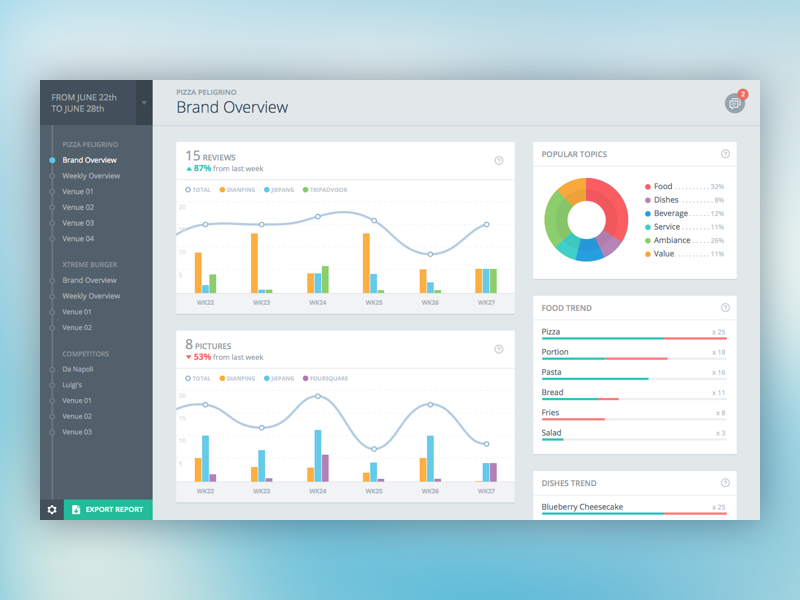 FROM JUNE 22th
TO JUNE 28th
PIZZA PELIGRINO
Brand Overview
Weekly Overview
Venue 01
Venue 02
Venue 03
Venue 04
XTREME BURGER
Brand Overview
Weekly Overview
Venue 01
Venue 02
COMPETITORS
Da Napoli
Luigi's
Venue 01
Venue 02
Venue 03
EXPORT REPORT
PIZZA PELIGRINO
Brand Overview
2
15 REVIEWS
87% from last week
?
TOTAL DIANPING JIEPANG TRIPADVISOR
20
10
5
WK22 WK23 WK24 WK25 WK26 WK27
8 PICTURES
53% from last week
?
TOTAL DIANPING JIEPANG FOURSQUARE
20
15
10
5
WK22 WK23 WK24 WK25 WK26 WK27
POPULAR TOPICS
?
Food .......... 32%
Dishes ........ 8%
Beverage ....... 12%
Service ........ 11%
Ambiance ...... 26%
Value .......... 11%
FOOD TREND
?
Pizza x 25
Portion x 18
Pasta x 16
Bread x 11
Fries x 8
Salad x 3
DISHES TREND
?
Blueberry Cheesecake x 25